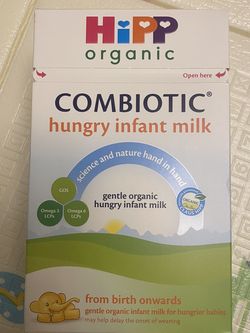 HiPP
organic
Open here
COMBIOTIC®
hungry infant milk
science and nature hand in hand
GOS
Omega 3 LCPs
Omega 6 LCPs
gentle organic
hungry infant milk
ORGANIC
from birth onwards
gentle organic infant milk for hungrier babies
may help delay the onset of weaning